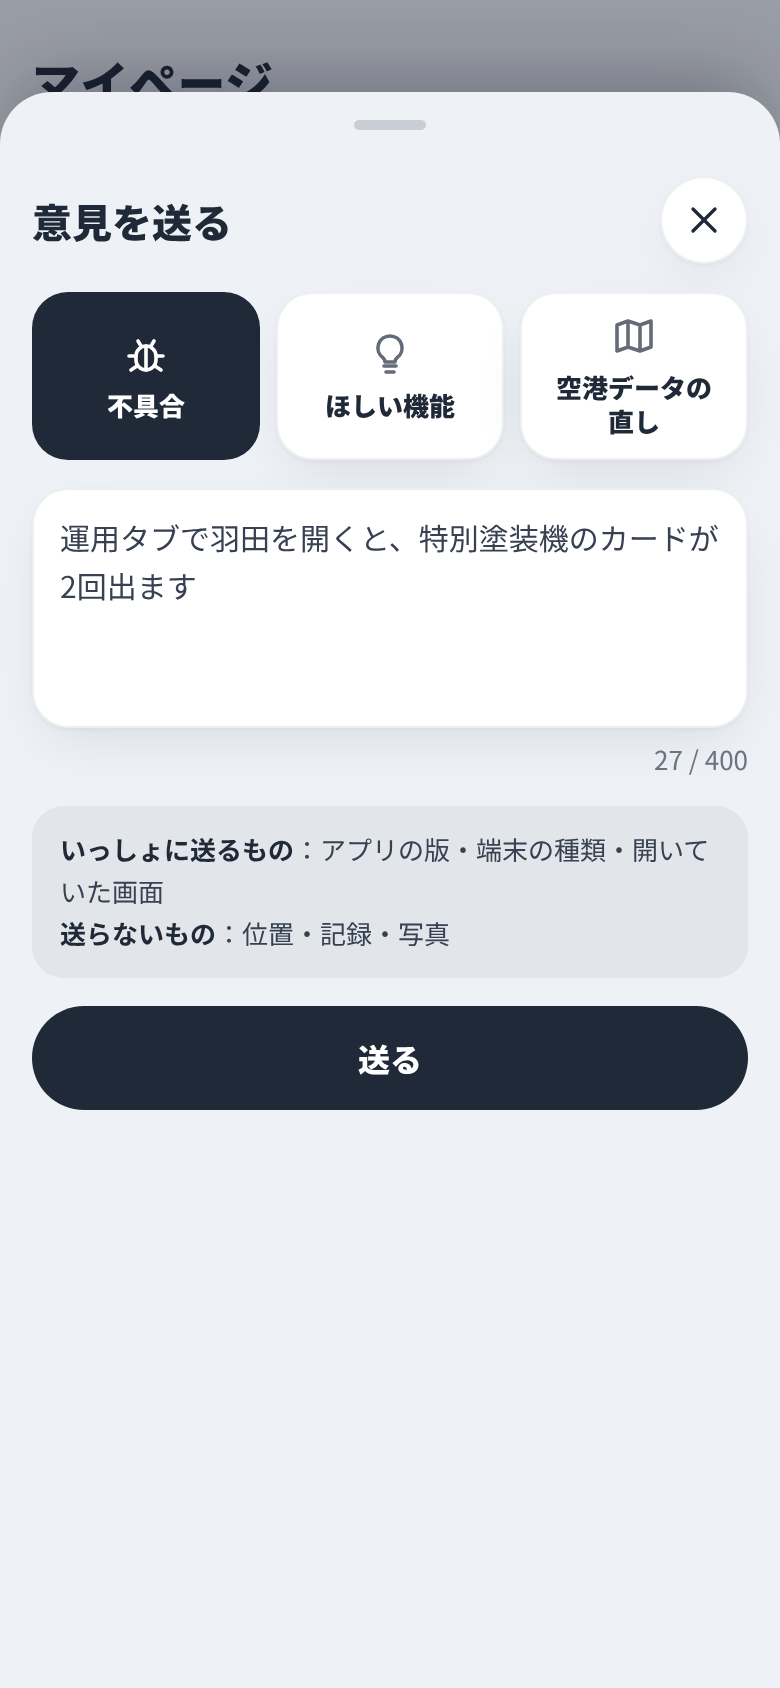 マイページ
意見を送る
不具合
ほしい機能
空港データの
直し
運用タブで羽田を開くと、特別塗装機のカードが
2回出ます
27 / 400
いっしょに送るもの：アプリの版・端末の種類・開いて
いた画面
送らないもの：位置・記録・写真
送る